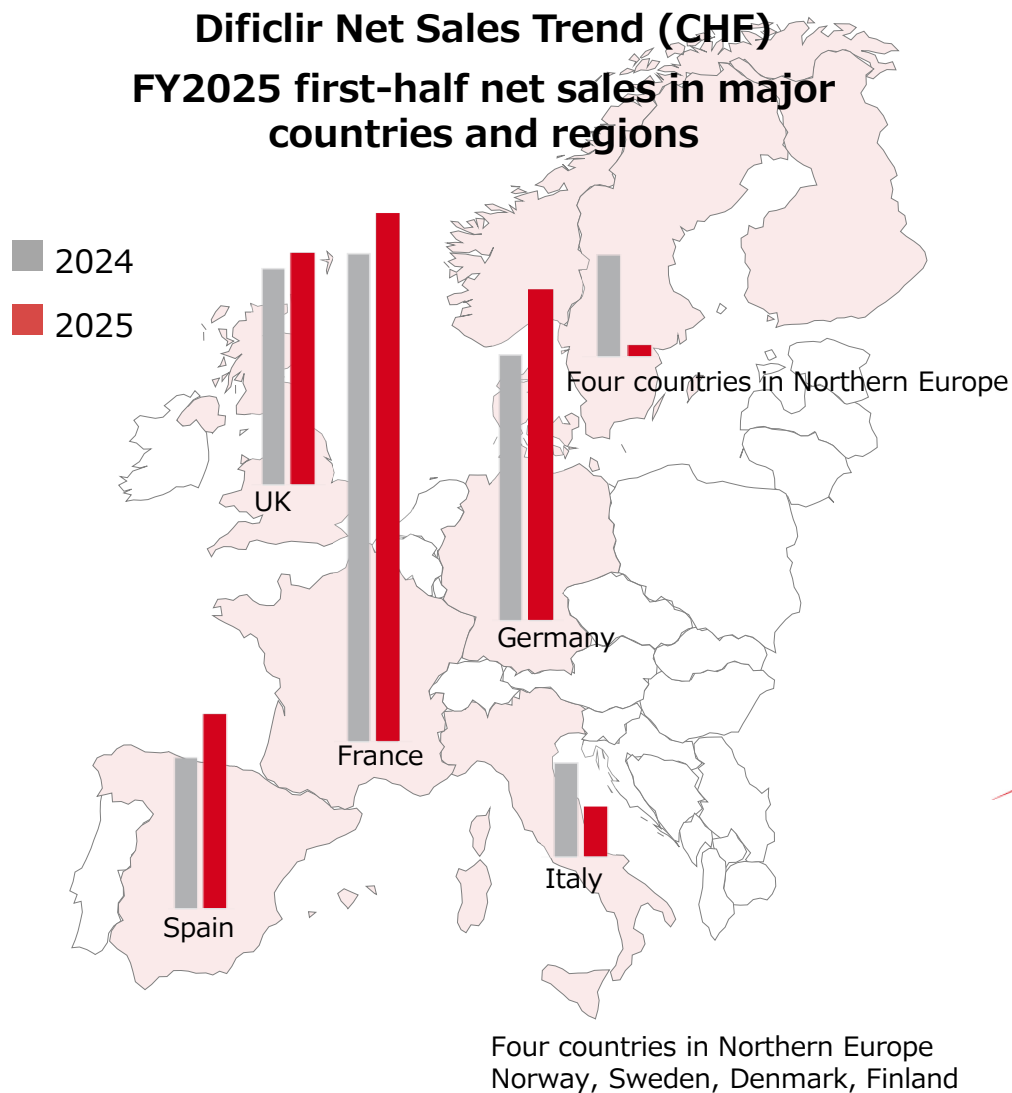 Dificlir Net Sales Trend (CHF)
FY2025 first-half net sales in major
countries and regions
2024
2025
Four countries in Northern Europe
UK
Germany
France
Italy
Spain
Four countries in Northern Europe
Norway, Sweden, Denmark, Finland